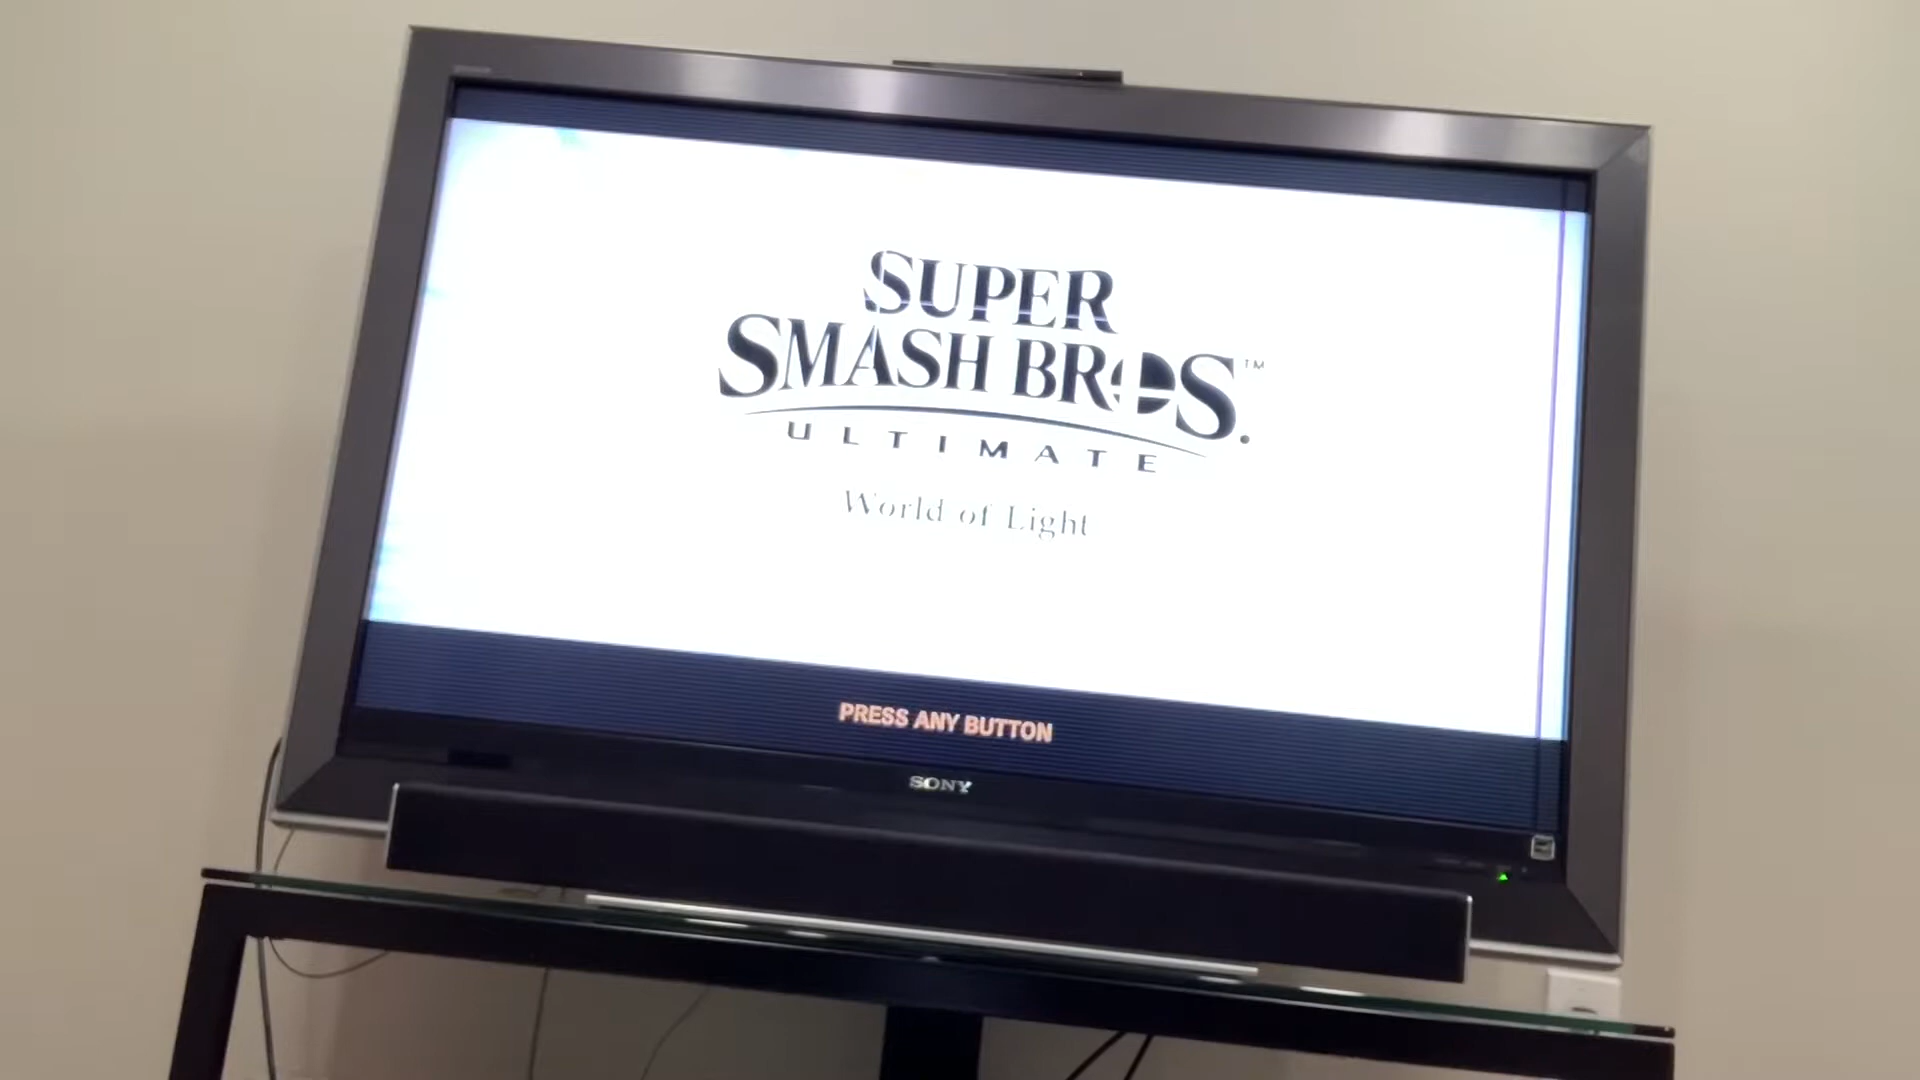 SUPER
SMASH BROS.™
ULTIMATE
World of Light
PRESS ANY BUTTON
SONY